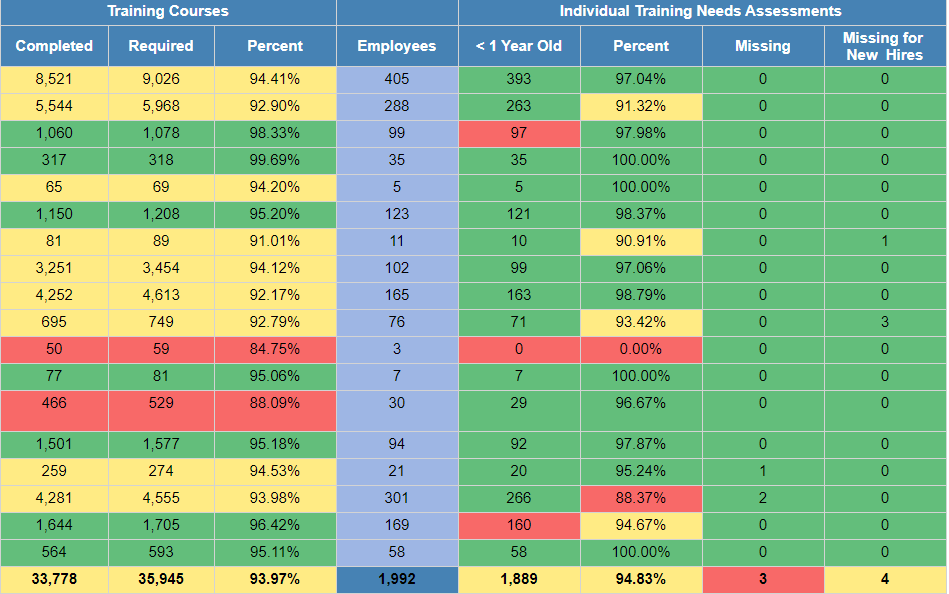 Training Courses Individual Training Needs Assessments
Completed Required Percent Employees < 1 Year Old Percent Missing Missing for
New Hires
8,521 9,026 94.41% 405 393 97.04% 0 0
5,544 5,968 92.90% 288 263 91.32% 0 0
1,060 1,078 98.33% 99 97 97.98% 0 0
317 318 99.69% 35 35 100.00% 0 0
65 69 94.20% 5 5 100.00% 0 0
1,150 1,208 95.20% 123 121 98.37% 0 0
81 89 91.01% 11 10 90.91% 0 1
3,251 3,454 94.12% 102 99 97.06% 0 0
4,252 4,613 92.17% 165 163 98.79% 0 0
695 749 92.79% 76 71 93.42% 0 3
50 59 84.75% 3 0 0.00% 0 0
77 81 95.06% 7 7 100.00% 0 0
466 529 88.09% 30 29 96.67% 0 0
1,501 1,577 95.18% 94 92 97.87% 0 0
259 274 94.53% 21 20 95.24% 1 0
4,281 4,555 93.98% 301 266 88.37% 2 0
1,644 1,705 96.42% 169 160 94.67% 0 0
564 593 95.11% 58 58 100.00% 0 0
33,778 35,945 93.97% 1,992 1,889 94.83% 3 4